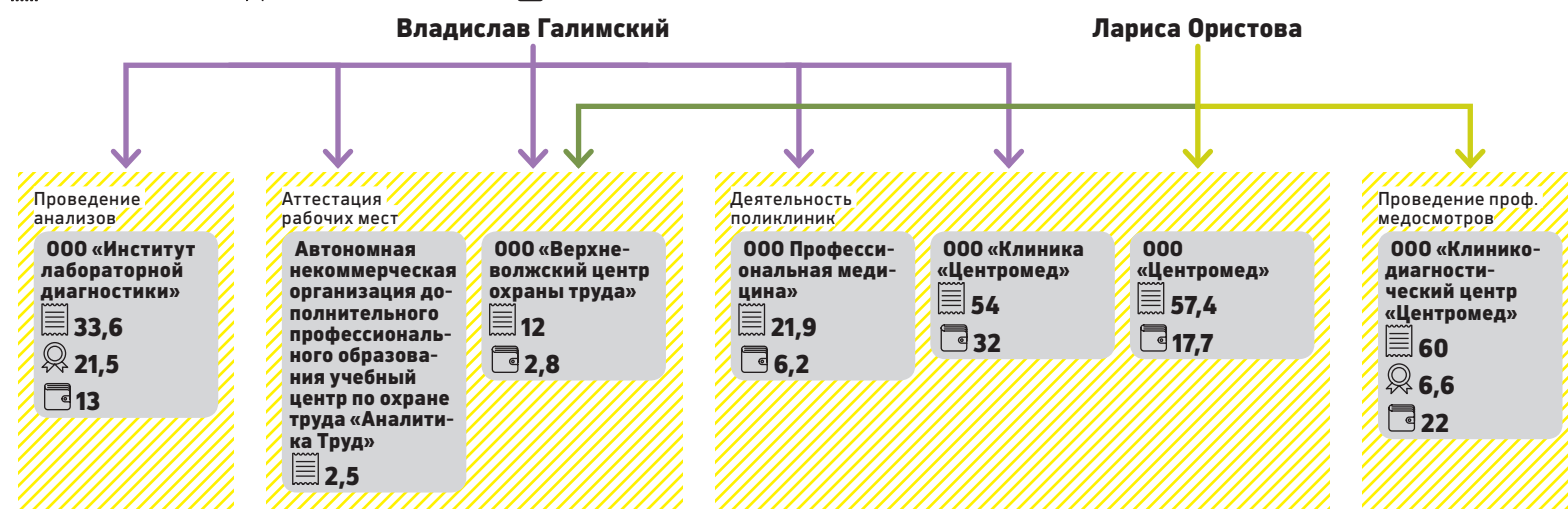 Владислав Галимский
Лариса Ористова
Проведение
анализов
ООО «Институт
лабораторной
диагностики»
33,6
21,5
13
Аттестация
рабочих мест
Автономная
некоммерческая
организация до-
полнительного
профессиональ-
ного образова-
ния учебный
центр по охране
труда «Аналити-
ка Труд»
2,5
ООО «Верхне-
волжский центр
охраны труда»
12
2,8
Деятельность
поликлиник
ООО Професси-
ональная меди-
цина»
21,9
6,2
ООО «Клиника
«Центромед»
54
32
ООО
«Центромед»
57,4
17,7
Проведение проф.
медосмотров
ООО «Клинико-
диагности-
ческий центр
«Центромед»
60
6,6
22